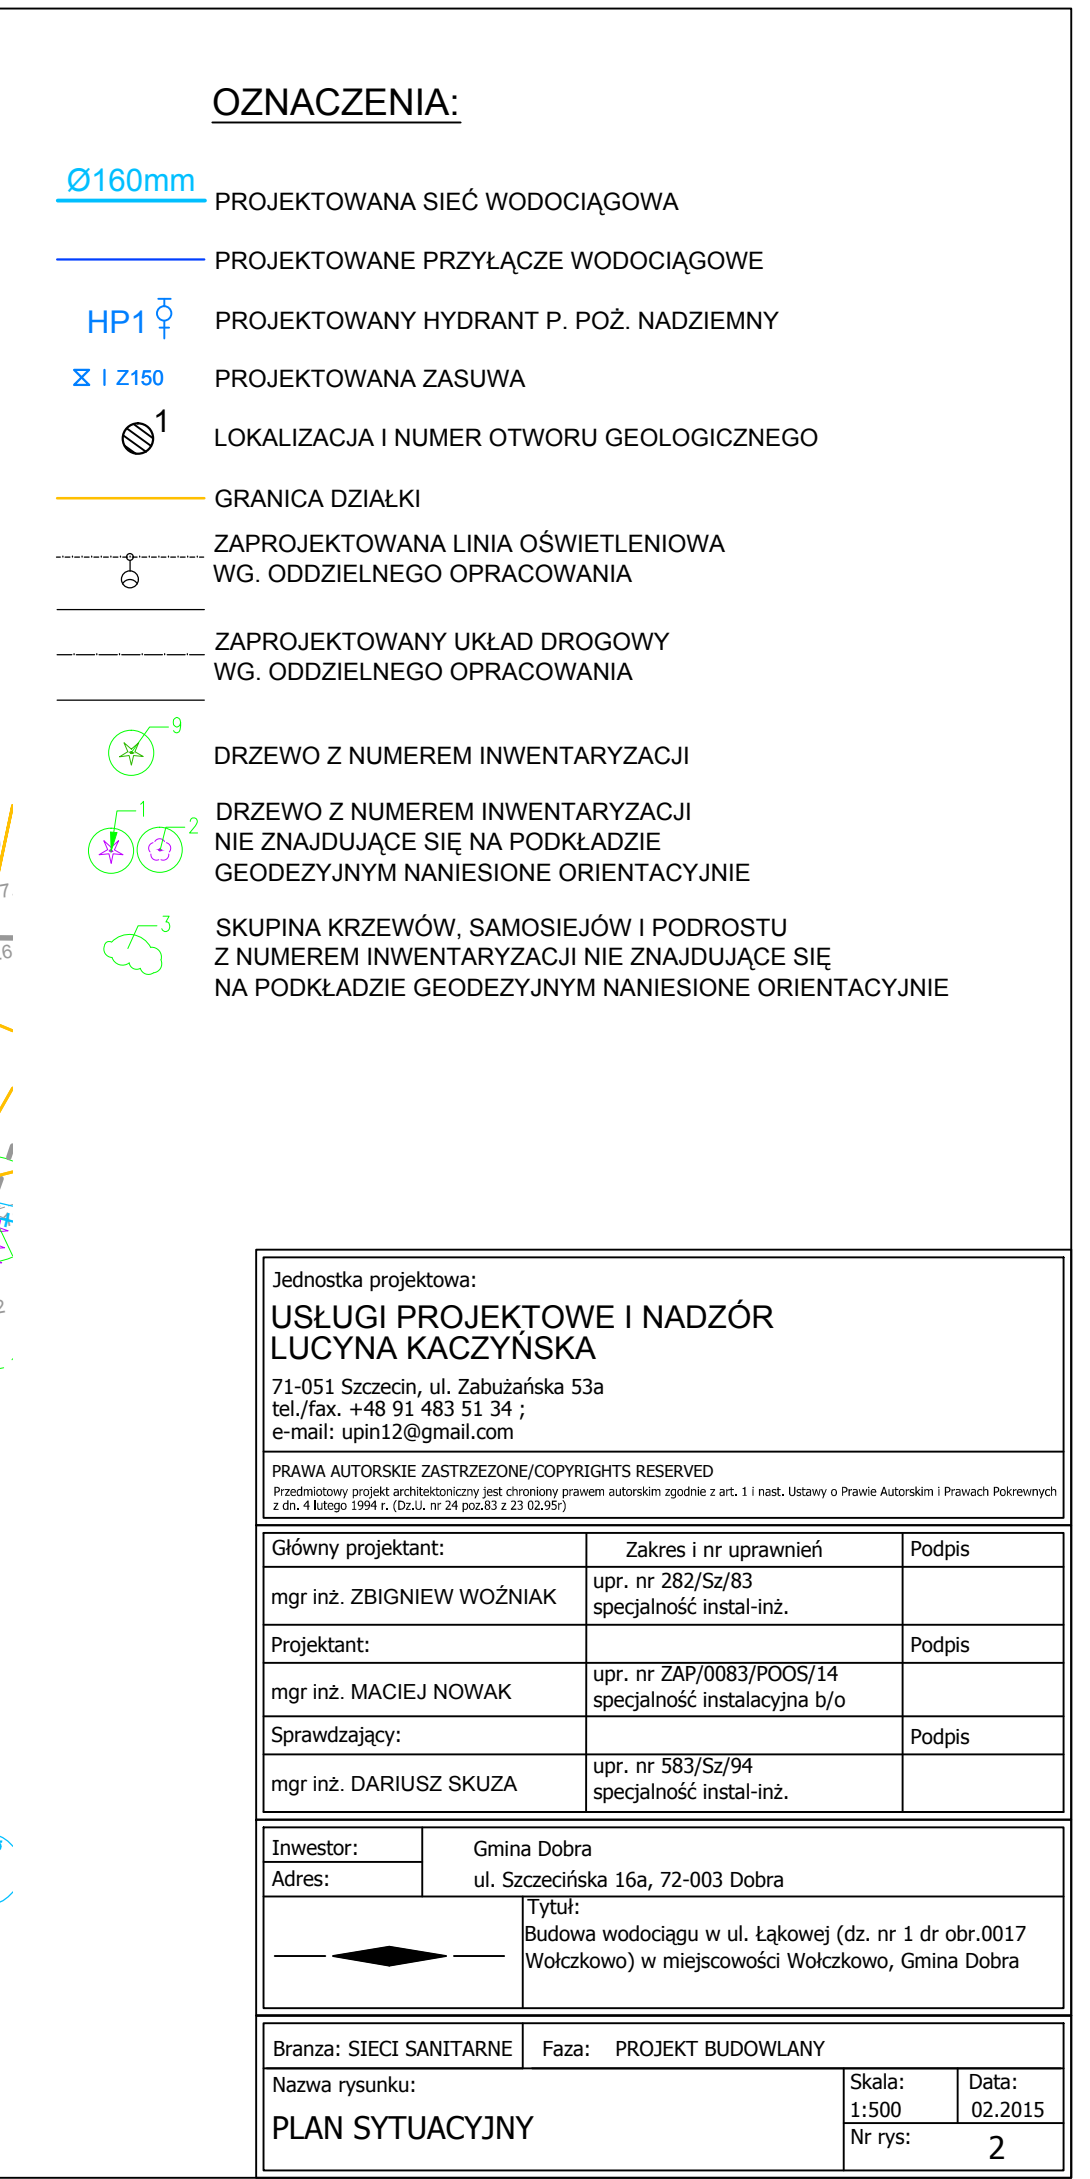 OZNACZENIA:
Ø160mm
PROJEKTOWANA SIEĆ WODOCIĄGOWA
PROJEKTOWANE PRZYŁĄCZE WODOCIĄGOWE
HP1
PROJEKTOWANY HYDRANT P. POŻ. NADZIEMNY
Z150
PROJEKTOWANA ZASUWA
1
LOKALIZACJA I NUMER OTWORU GEOLOGICZNEGO
GRANICA DZIAŁKI
ZAPROJEKTOWANA LINIA OŚWIETLENIOWA
WG. ODDZIELNEGO OPRACOWANIA
ZAPROJEKTOWANY UKŁAD DROGOWY
WG. ODDZIELNEGO OPRACOWANIA
9
DRZEWO Z NUMEREM INWENTARYZACJI
1
2
DRZEWO Z NUMEREM INWENTARYZACJI
NIE ZNAJDUJĄCE SIĘ NA PODKŁADZIE
GEODEZYJNYM NANIESIONE ORIENTACYJNIE
3
SKUPINA KRZEWÓW, SAMOSIEJÓW I PODROSTU
Z NUMEREM INWENTARYZACJI NIE ZNAJDUJĄCE SIĘ
NA PODKŁADZIE GEODEZYJNYM NANIESIONE ORIENTACYJNIE
7
6
2
Jednostka projektowa:
USŁUGI PROJEKTOWE I NADZÓR
LUCYNA KACZYŃSKA
71-051 Szczecin, ul. Zabużańska 53a
tel./fax. +48 91 483 51 34 ;
e-mail: upin12@gmail.com
PRAWA AUTORSKIE ZASTRZEZONE/COPYRIGHTS RESERVED
Przedmiotowy projekt architektoniczny jest chroniony prawem autorskim zgodnie z art. 1 i nast. Ustawy o Prawie Autorskim i Prawach Pokrewnych
z dn. 4 lutego 1994 r. (Dz.U. nr 24 poz.83 z 23 02.95r)
Główny projektant: Zakres i nr uprawnień Podpis
mgr inż. ZBIGNIEW WOŹNIAK
upr. nr 282/Sz/83
specjalność instal-inż.
Projektant: Podpis
mgr inż. MACIEJ NOWAK
upr. nr ZAP/0083/POOS/14
specjalność instalacyjna b/o
Sprawdzający: Podpis
mgr inż. DARIUSZ SKUZA
upr. nr 583/Sz/94
specjalność instal-inż.
Inwestor: Gmina Dobra
Adres: ul. Szczecińska 16a, 72-003 Dobra
Tytuł:
Budowa wodociągu w ul. Łąkowej (dz. nr 1 dr obr.0017
Wołczkowo) w miejscowości Wołczkowo, Gmina Dobra
Branza: SIECI SANITARNE Faza: PROJEKT BUDOWLANY
Nazwa rysunku:
PLAN SYTUACYJNY
Skala: Data:
1:500 02.2015
Nr rys: 2